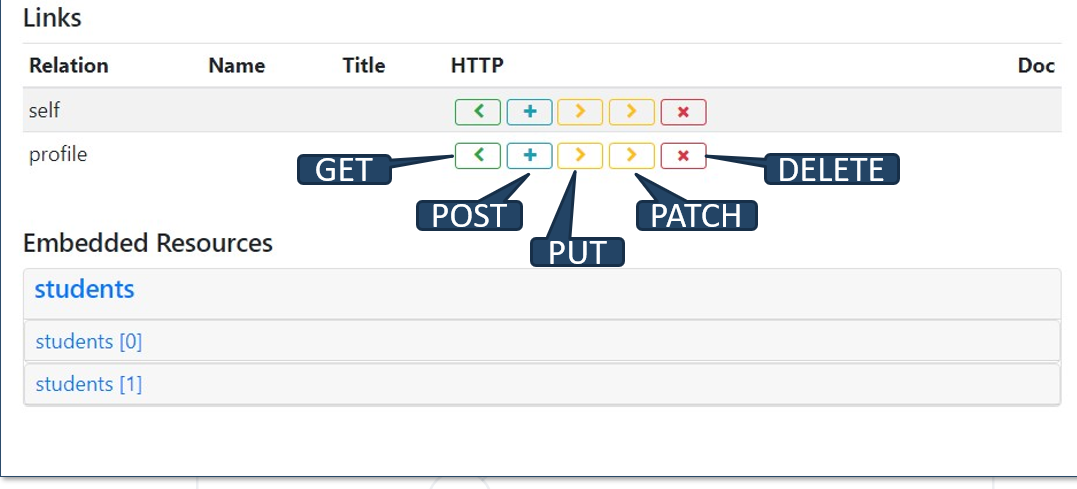 Links
Relation Name Title HTTP Doc
self
profile
GET DELETE
POST PATCH
PUT
Embedded Resources
students
students [0]
students [1]